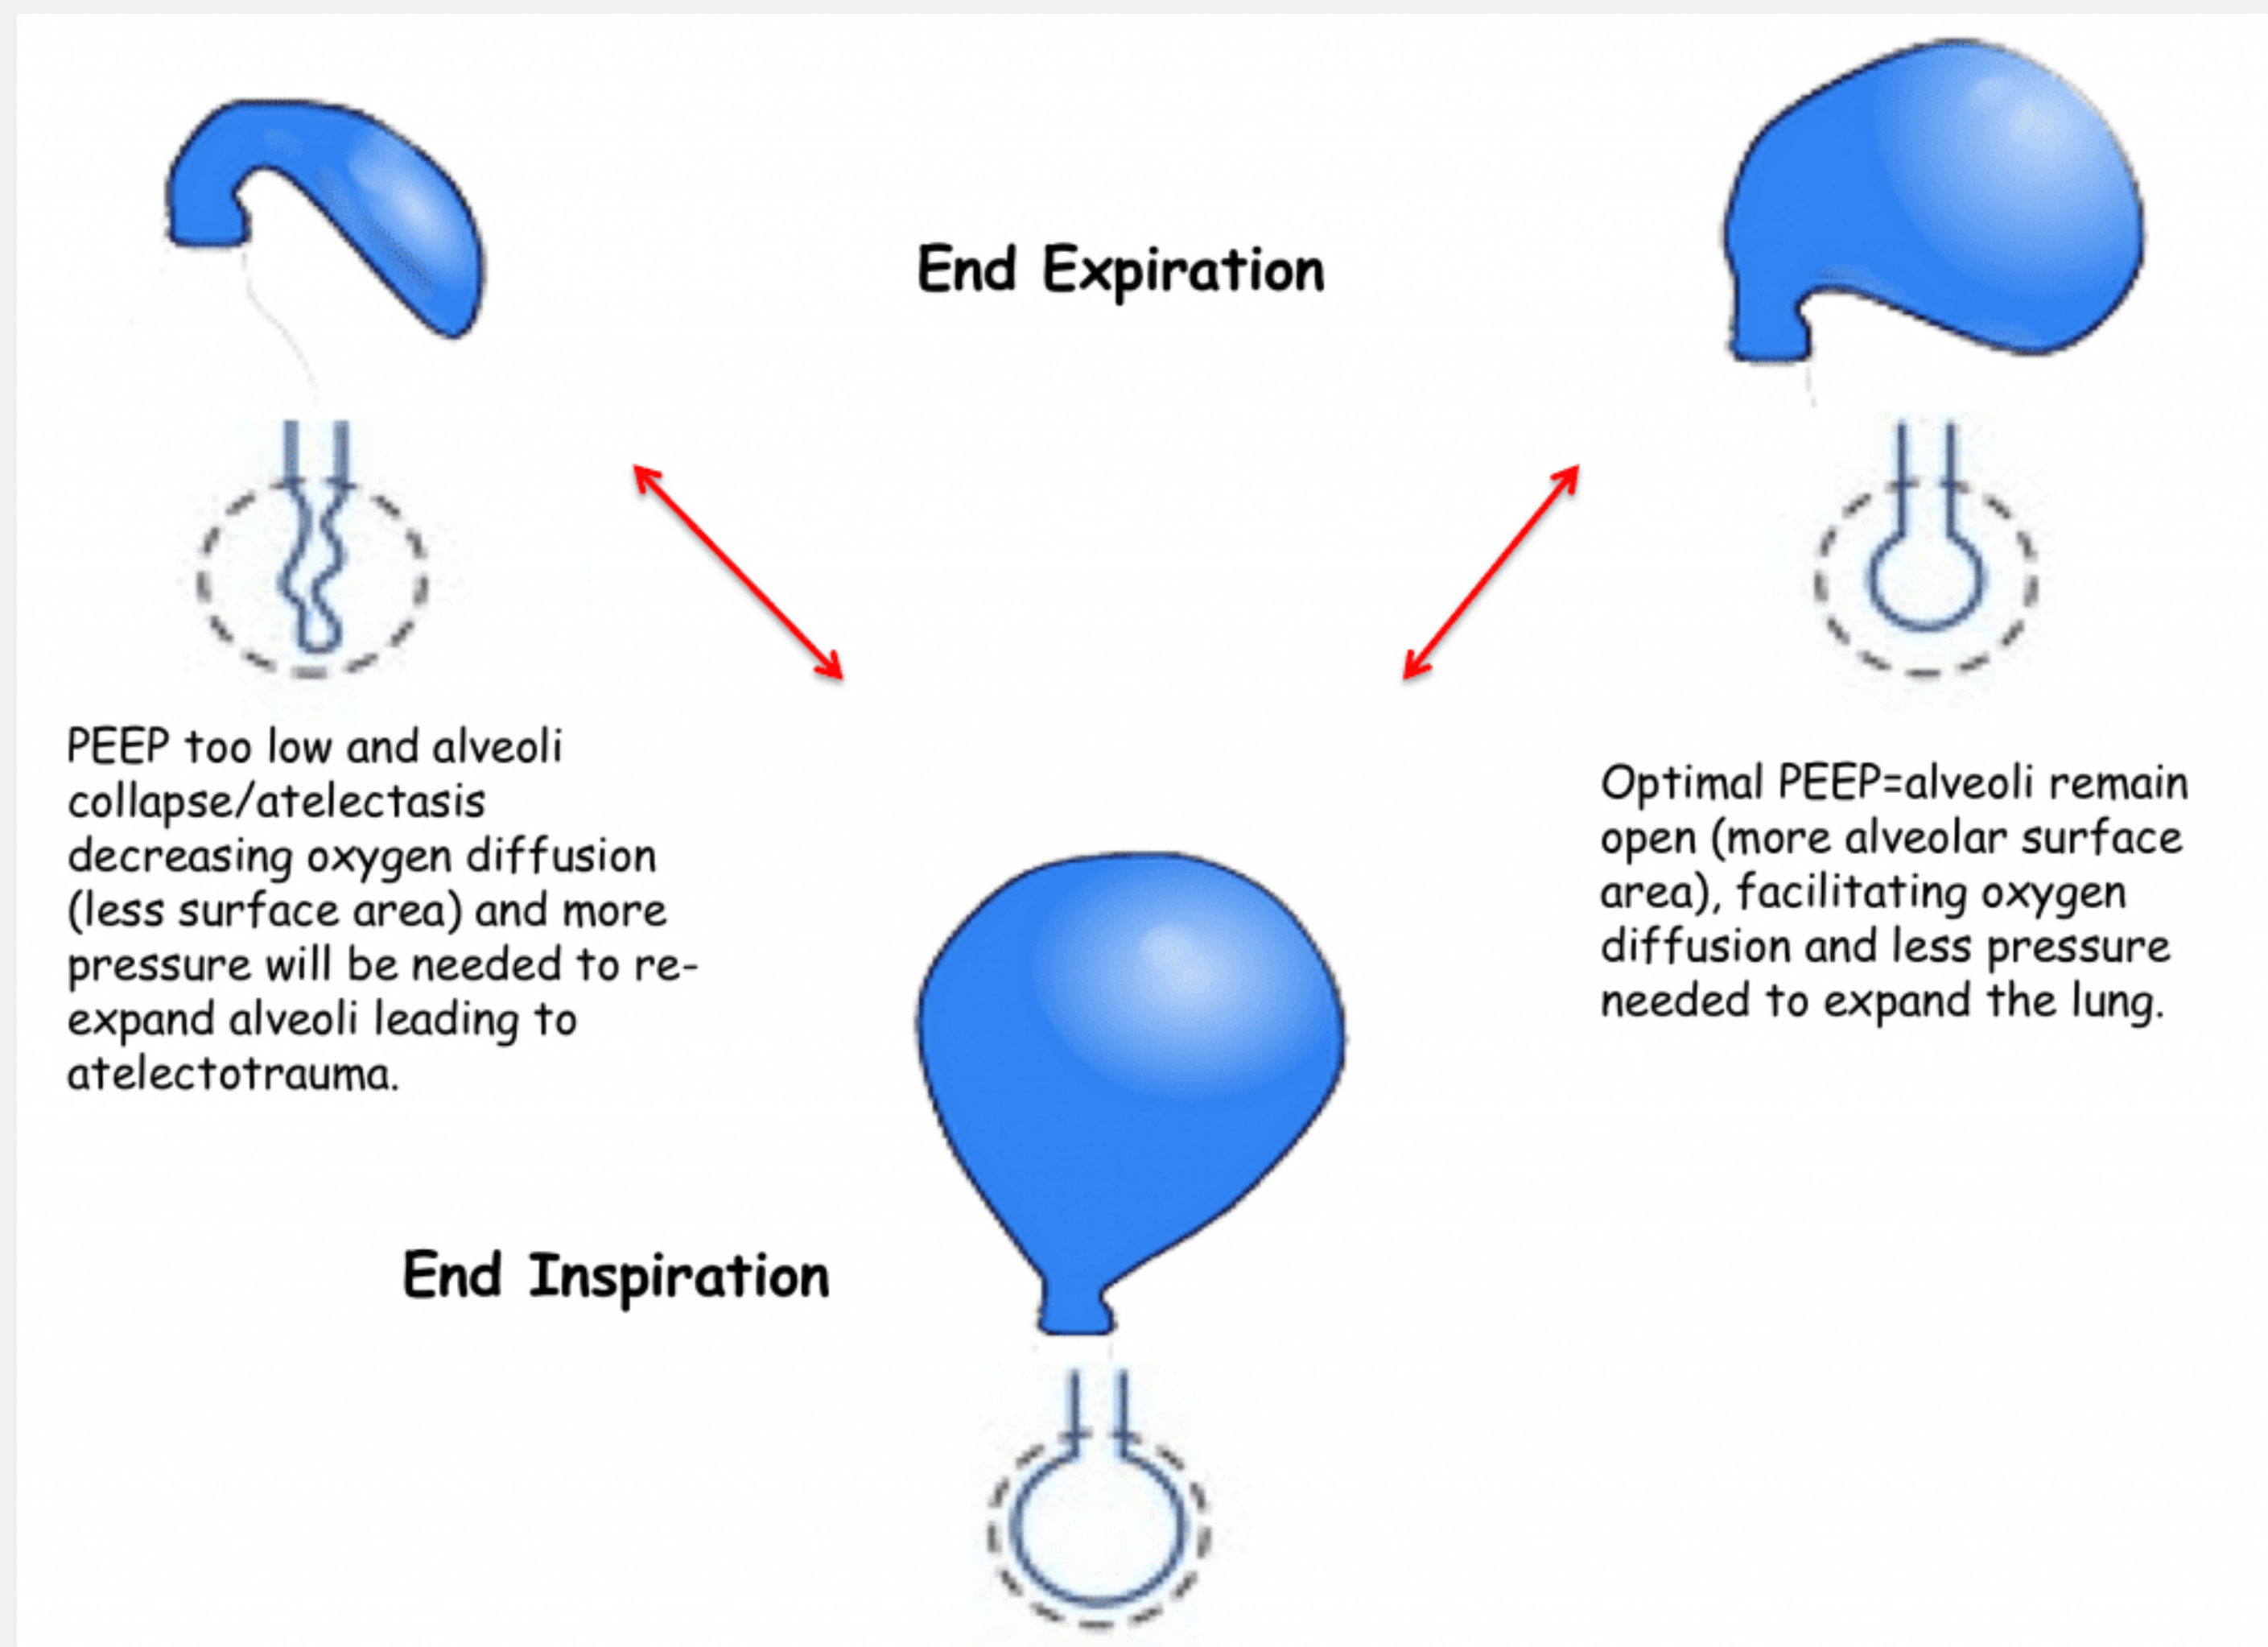 End Expiration
PEEP too low and alveoli
collapse/atelectasis
decreasing oxygen diffusion
(less surface area) and more
pressure will be needed to re-
expand alveoli leading to
atelectotrauma.
Optimal PEEP=alveoli remain
open (more alveolar surface
area), facilitating oxygen
diffusion and less pressure
needed to expand the lung.
End Inspiration